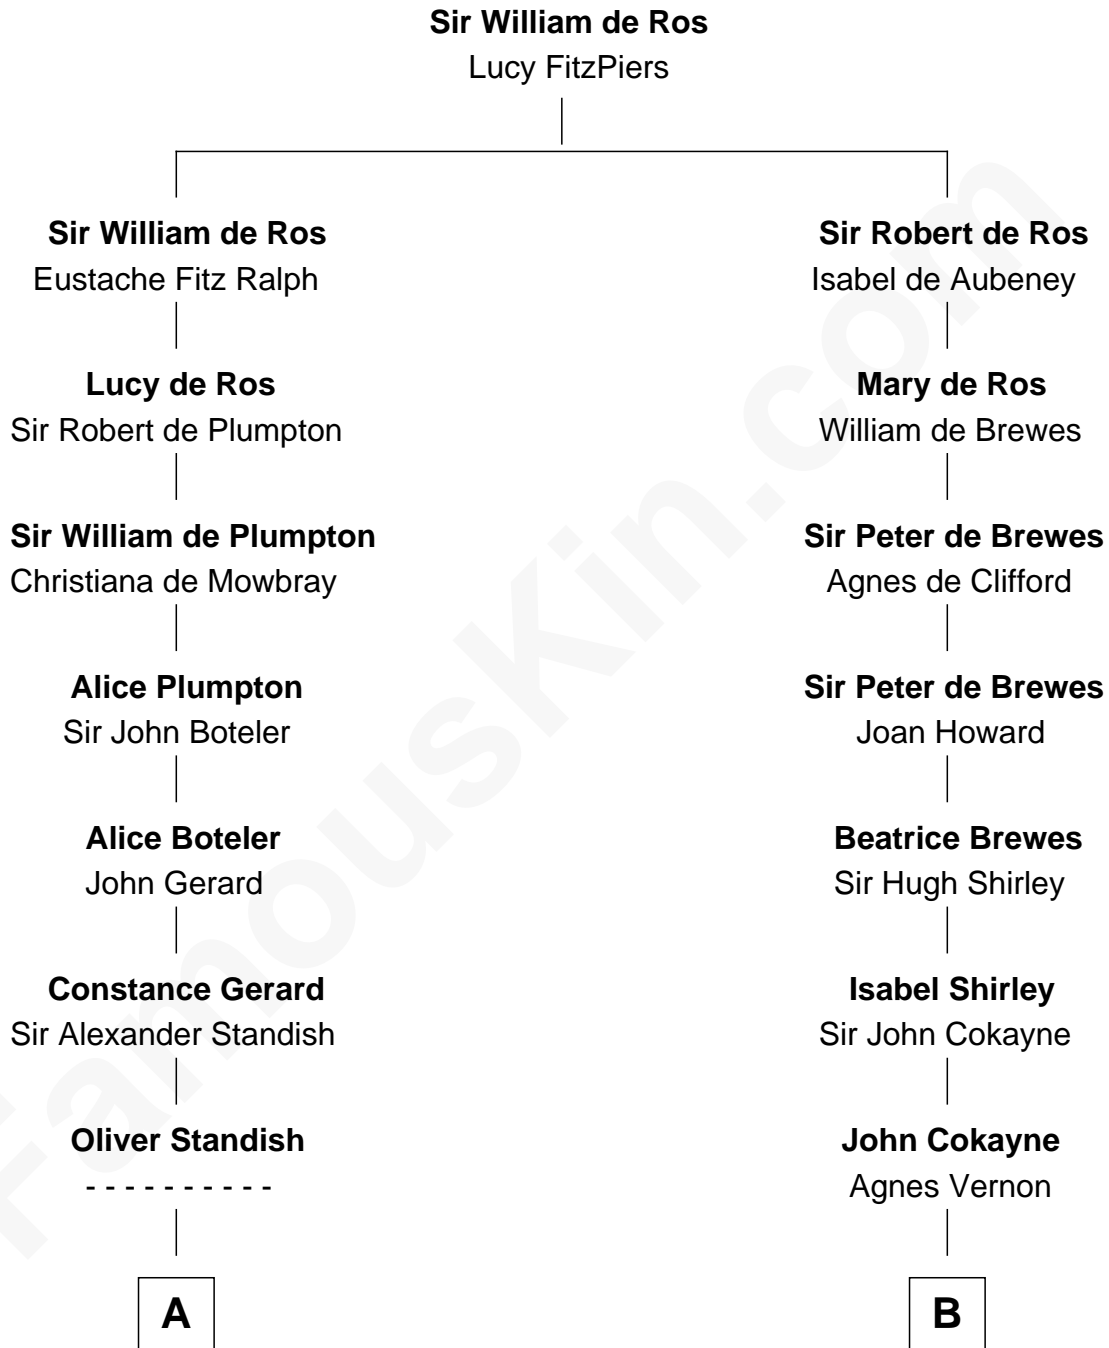 Sir William de Ros
Lucy FitzPiers
Sir William de Ros
Eustache Fitz Ralph
Sir Robert de Ros
Isabel de Aubeney
Lucy de Ros
Sir Robert de Plumpton
Mary de Ros
William de Brewes
Sir William de Plumpton
Christiana de Mowbray
Sir Peter de Brewes
Agnes de Clifford
Alice Plumpton
Sir John Boteler
Sir Peter de Brewes
Joan Howard
Alice Boteler
John Gerard
Beatrice Brewes
Sir Hugh Shirley
Constance Gerard
Sir Alexander Standish
Isabel Shirley
Sir John Cokayne
Oliver Standish
- - - - - - - - - -
John Cokayne
Agnes Vernon
A
B
FamousKin.com